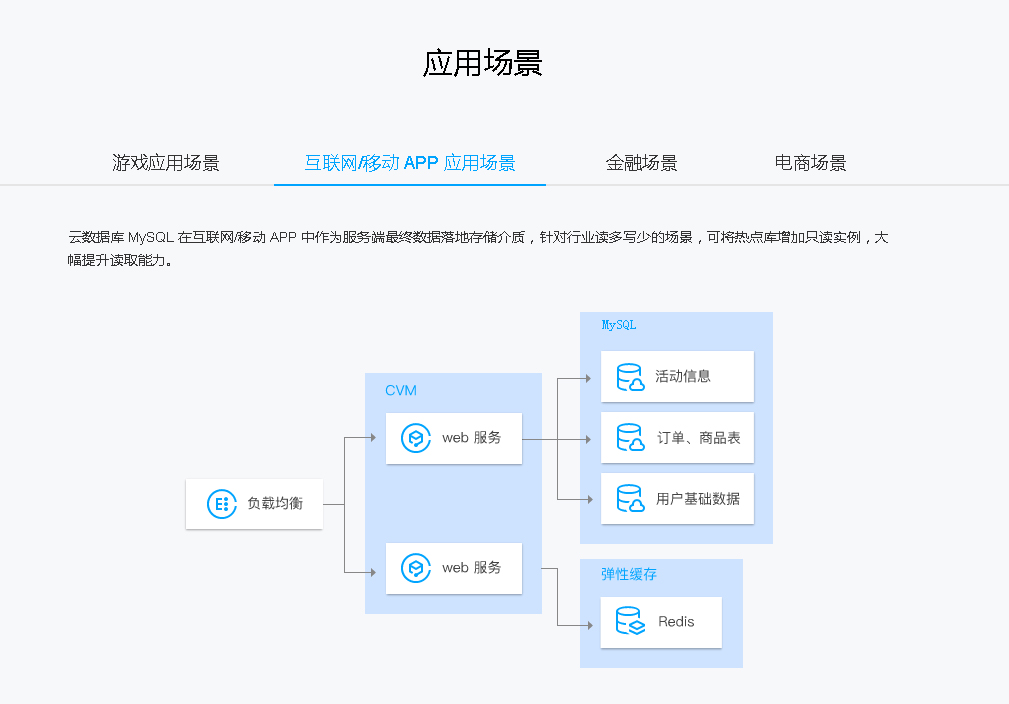 应用场景
游戏应用场景 互联网/移动 APP 应用场景 金融场景 电商场景
云数据库 MySQL 在互联网/移动 APP 中作为服务端最终数据落地存储介质，针对行业读多写少的场景，可将热点库增加只读实例，大
幅提升读取能力。
MySQL
活动信息
CVM
web 服务
订单、商品表
用户基础数据
负载均衡
web 服务
弹性缓存
Redis